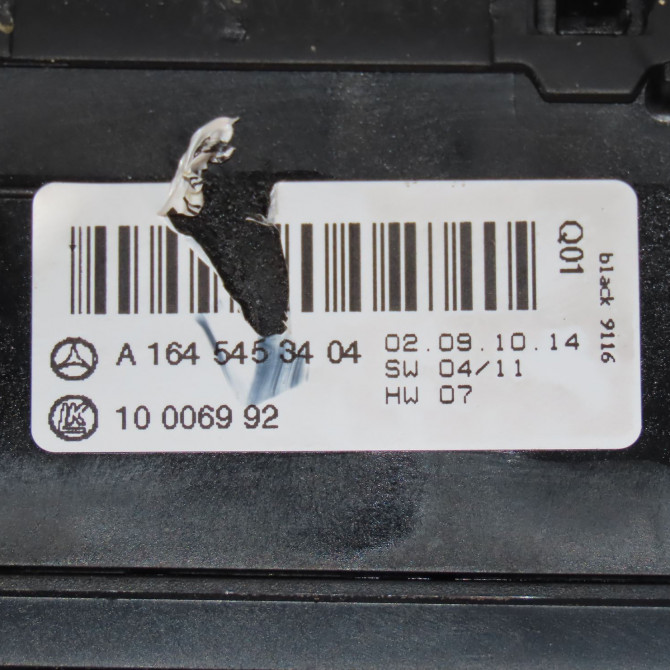 Q01
black 9116
A 164 545 34 04
02.09.10.14
SW 04/11
HW 07
LK
10 0069 92